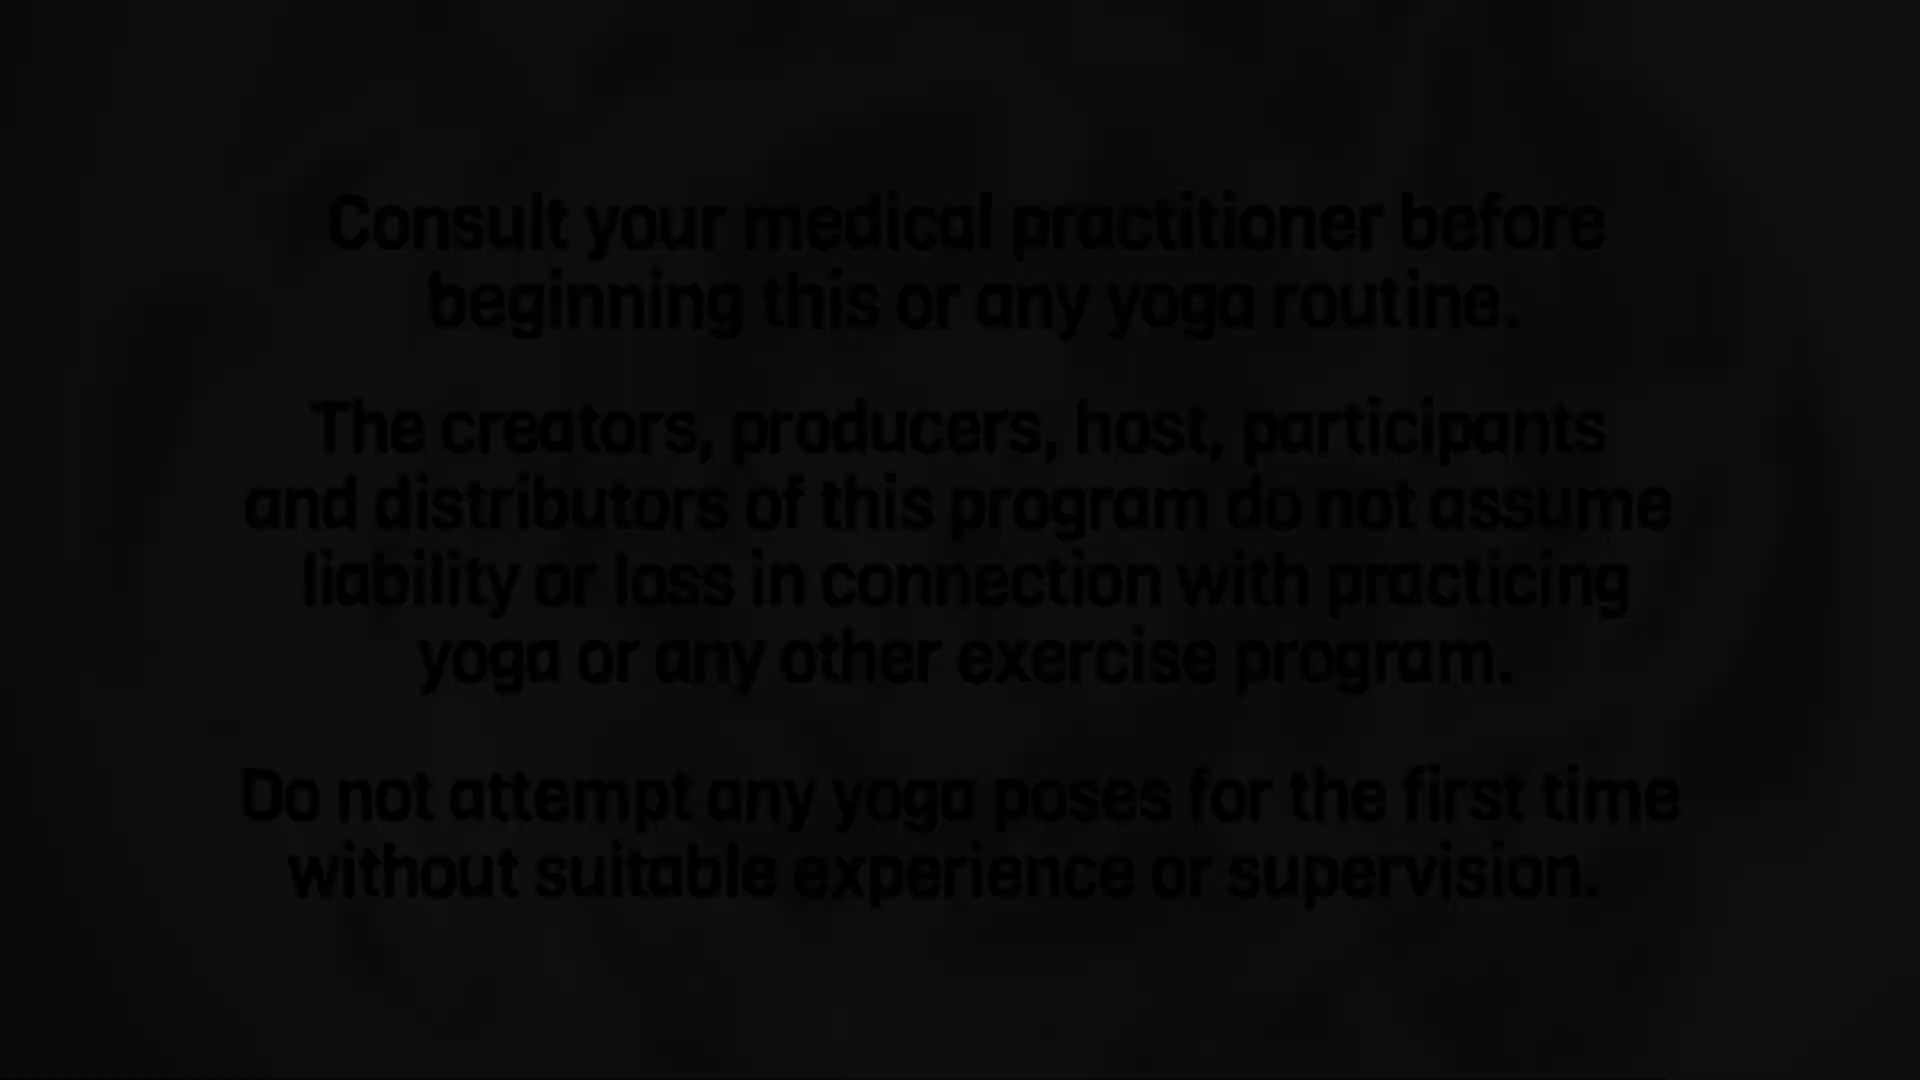 Consult your medical practitioner before
beginning this or any yoga routine.
The creators, producers, host, participants
and distributors of this program do not assume
liability or loss in connection with practicing
yoga or any other exercise program.
Do not attempt any yoga poses for the first time
without suitable experience or supervision.